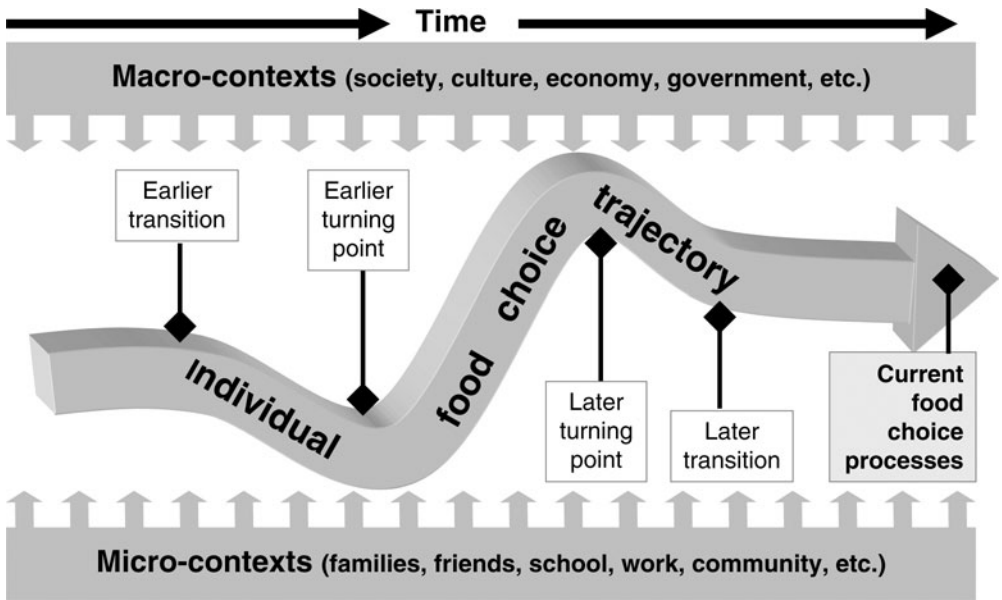 Time
Macro-contexts (society, culture, economy, government, etc.)
Earlier
transition
Earlier
turning
point
Individual food choice trajectory
Later
turning
point
Later
transition
Current
food
choice
processes
Micro-contexts (families, friends, school, work, community, etc.)